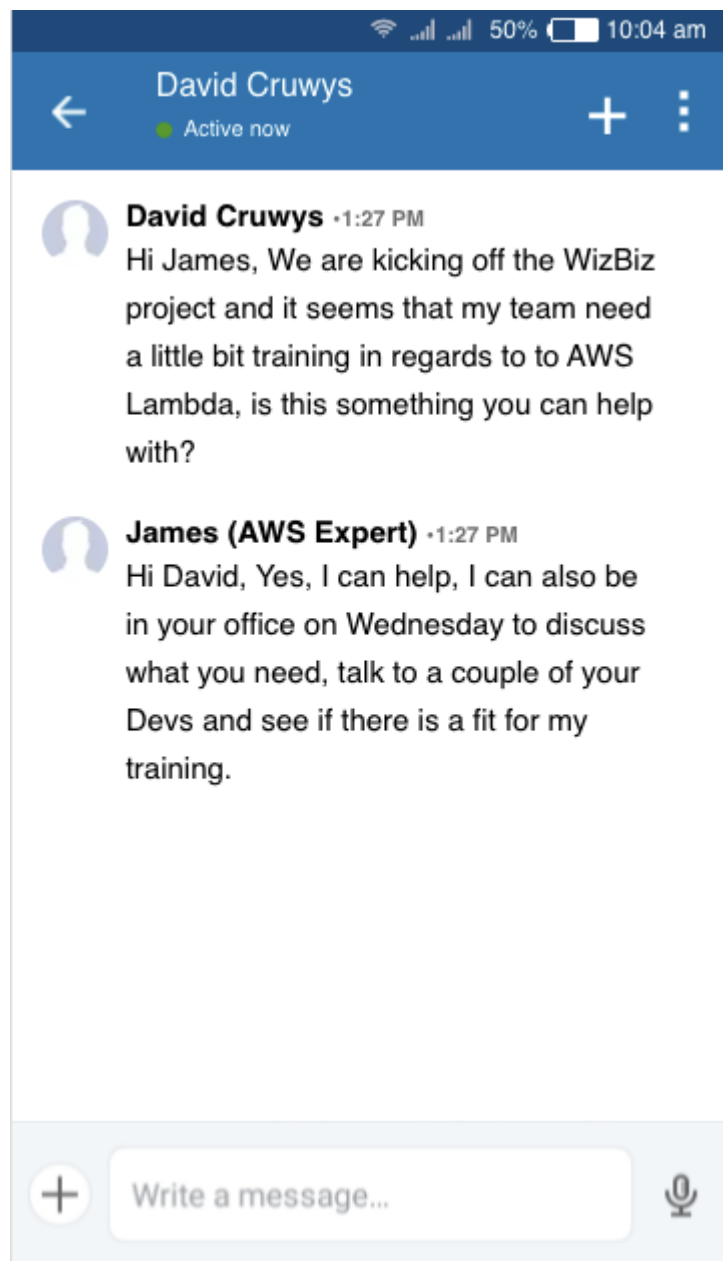 50% 10:04 am
David Cruwys
Active now
David Cruwys •1:27 PM
Hi James, We are kicking off the WizBiz
project and it seems that my team need
a little bit training in regards to to AWS
Lambda, is this something you can help
with?
James (AWS Expert) •1:27 PM
Hi David, Yes, I can help, I can also be
in your office on Wednesday to discuss
what you need, talk to a couple of your
Devs and see if there is a fit for my
training.
Write a message...